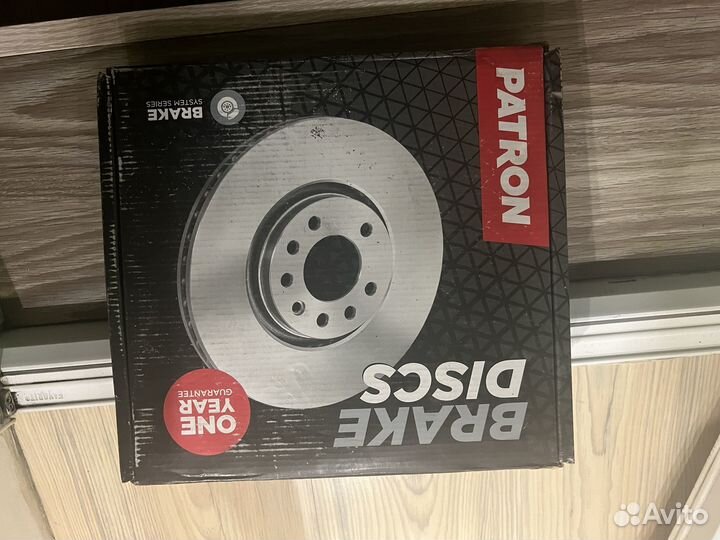 PATRON
BRAKE
SYSTEM SERIES
BRAKE
DISCS
ONE
YEAR
GUARANTEE
Avito